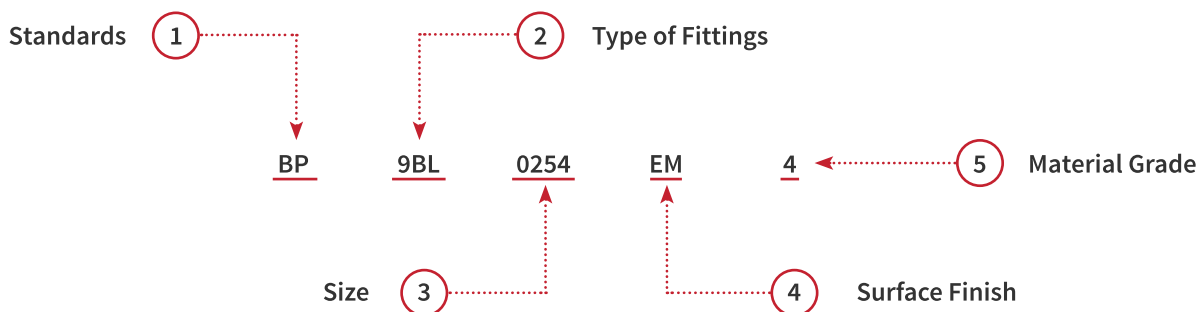 Standards 1 2 Type of Fittings
BP 9BL 0254 EM 4 5 Material Grade
Size 3 4 Surface Finish